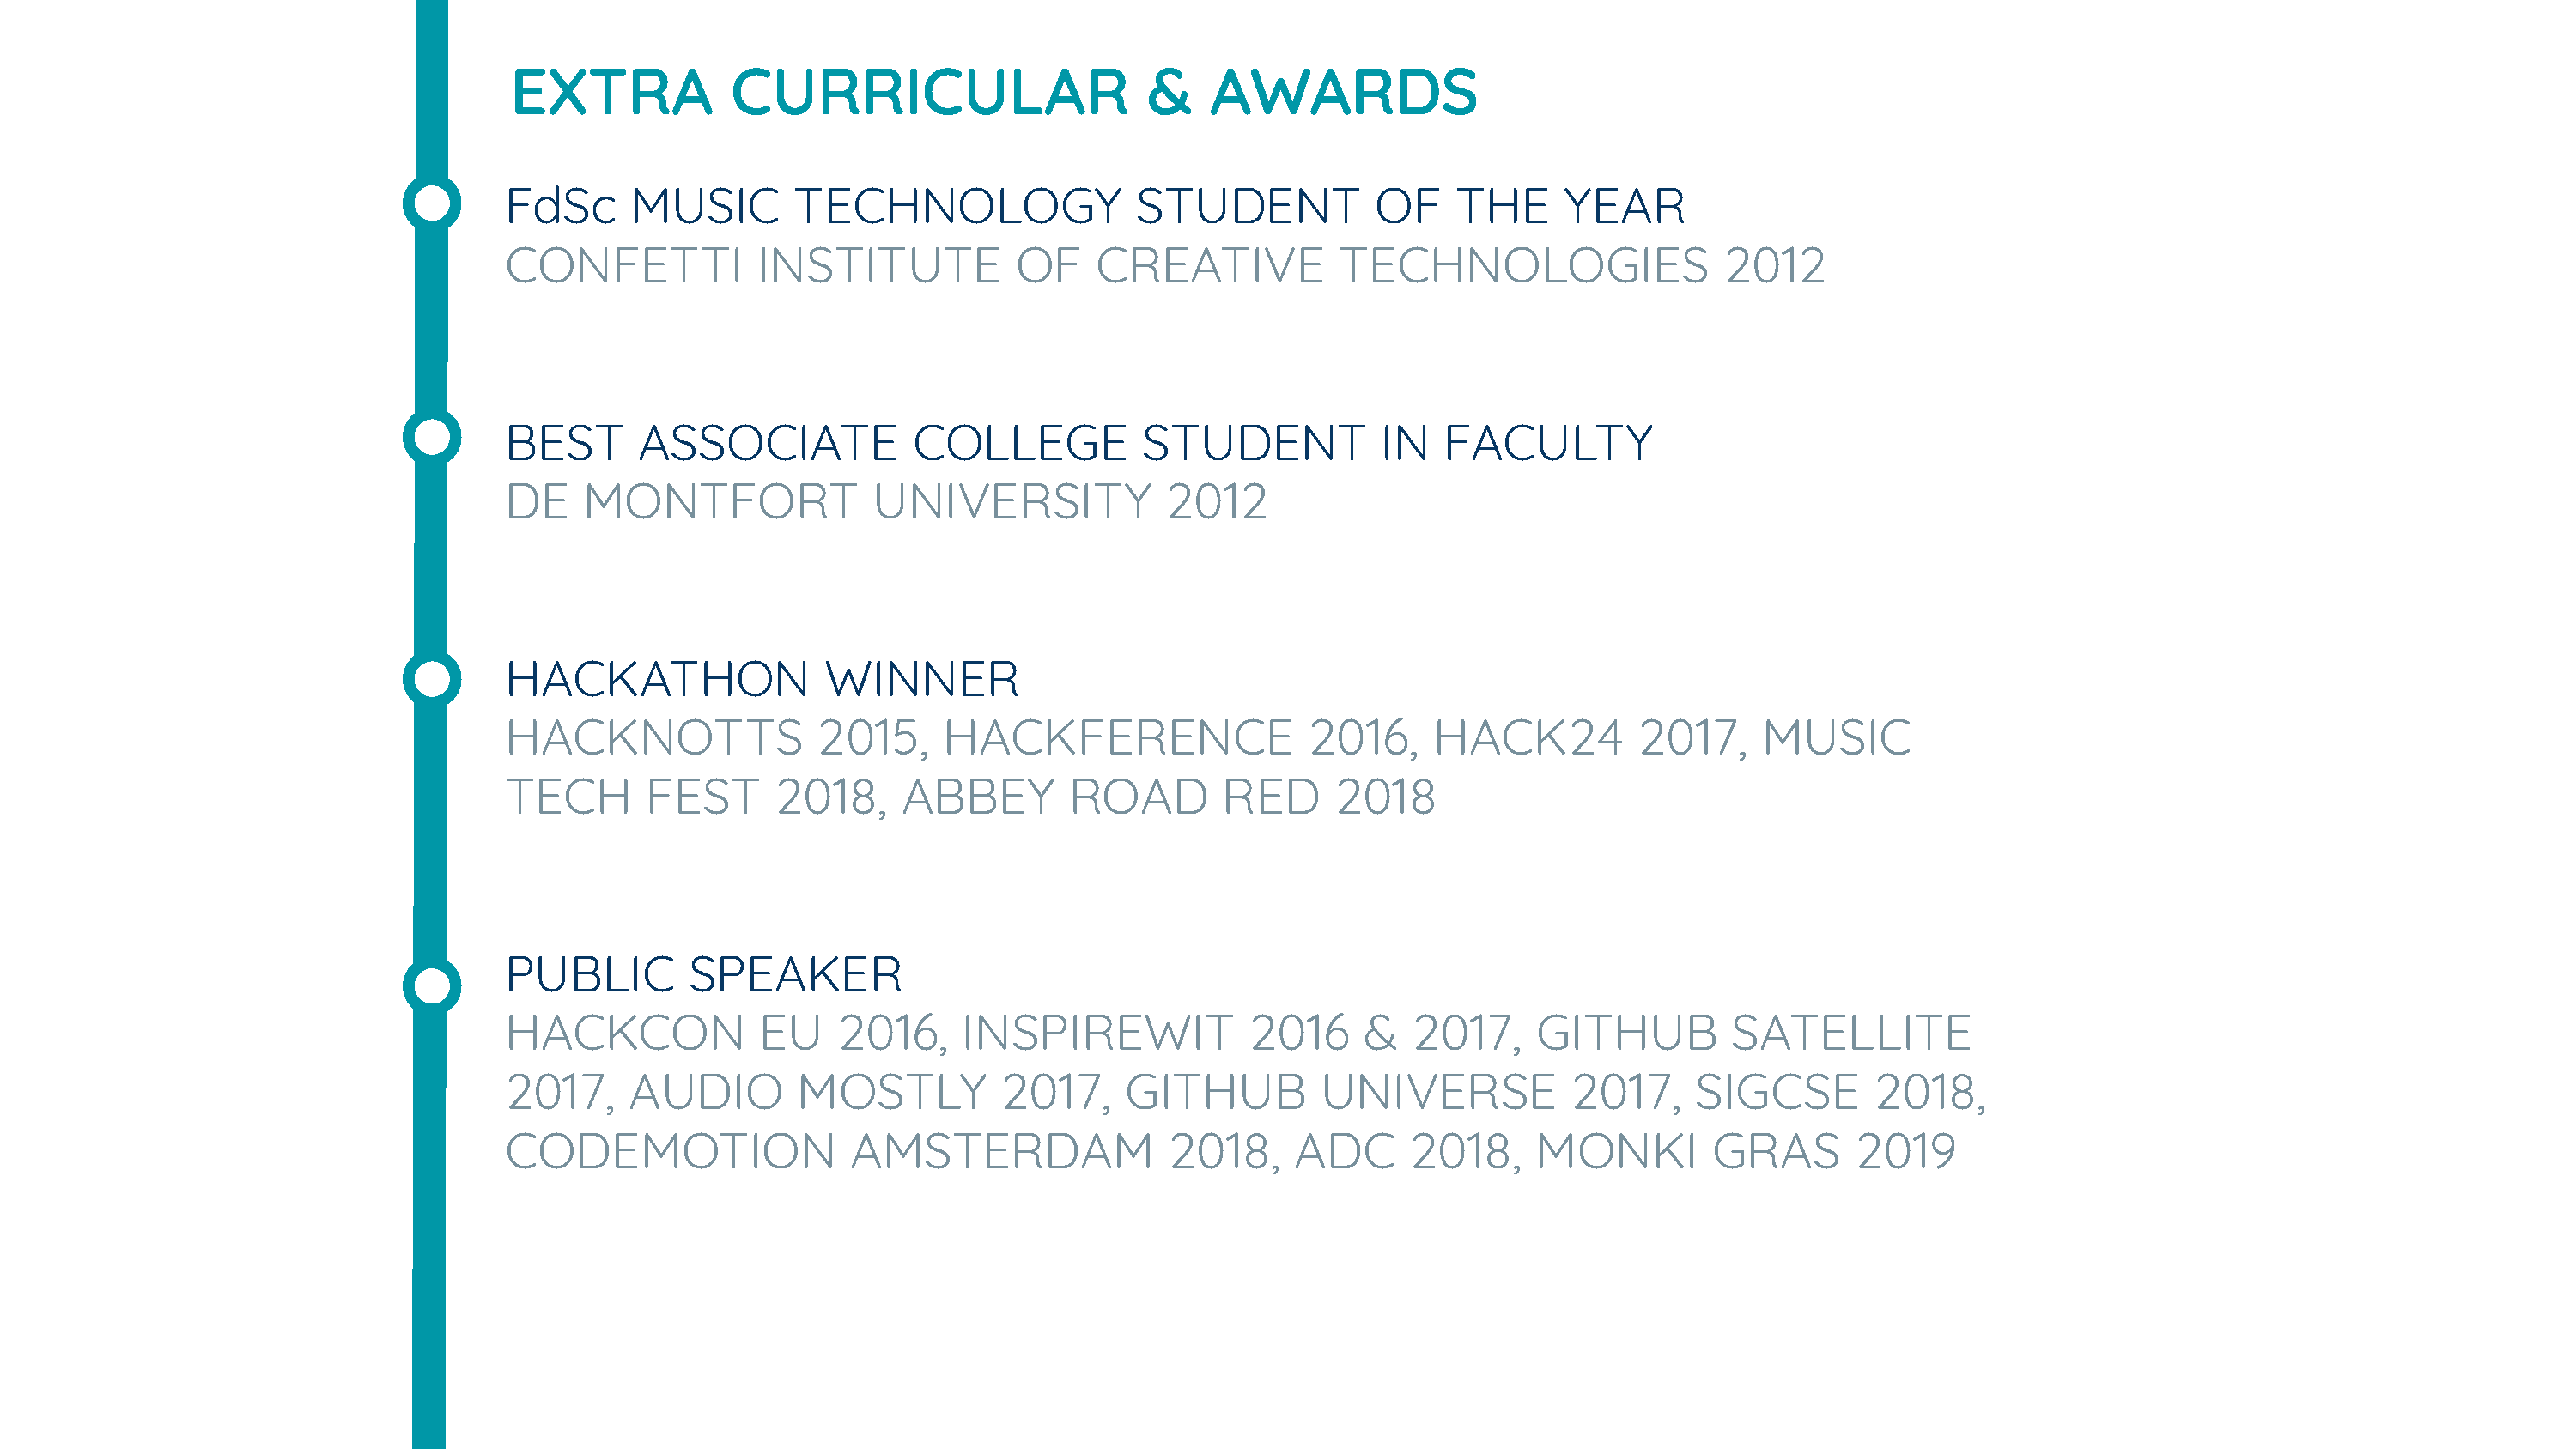 EXTRA CURRICULAR & AWARDS
FdSc MUSIC TECHNOLOGY STUDENT OF THE YEAR
CONFETTI INSTITUTE OF CREATIVE TECHNOLOGIES 2012
BEST ASSOCIATE COLLEGE STUDENT IN FACULTY
DE MONTFORT UNIVERSITY 2012
HACKATHON WINNER
HACKNOTTS 2015, HACKFERENCE 2016, HACK24 2017, MUSIC
TECH FEST 2018, ABBEY ROAD RED 2018
PUBLIC SPEAKER
HACKCON EU 2016, INSPIREWIT 2016 & 2017, GITHUB SATELLITE
2017, AUDIO MOSTLY 2017, GITHUB UNIVERSE 2017, SIGCSE 2018,
CODEMOTION AMSTERDAM 2018, ADC 2018, MONKI GRAS 2019